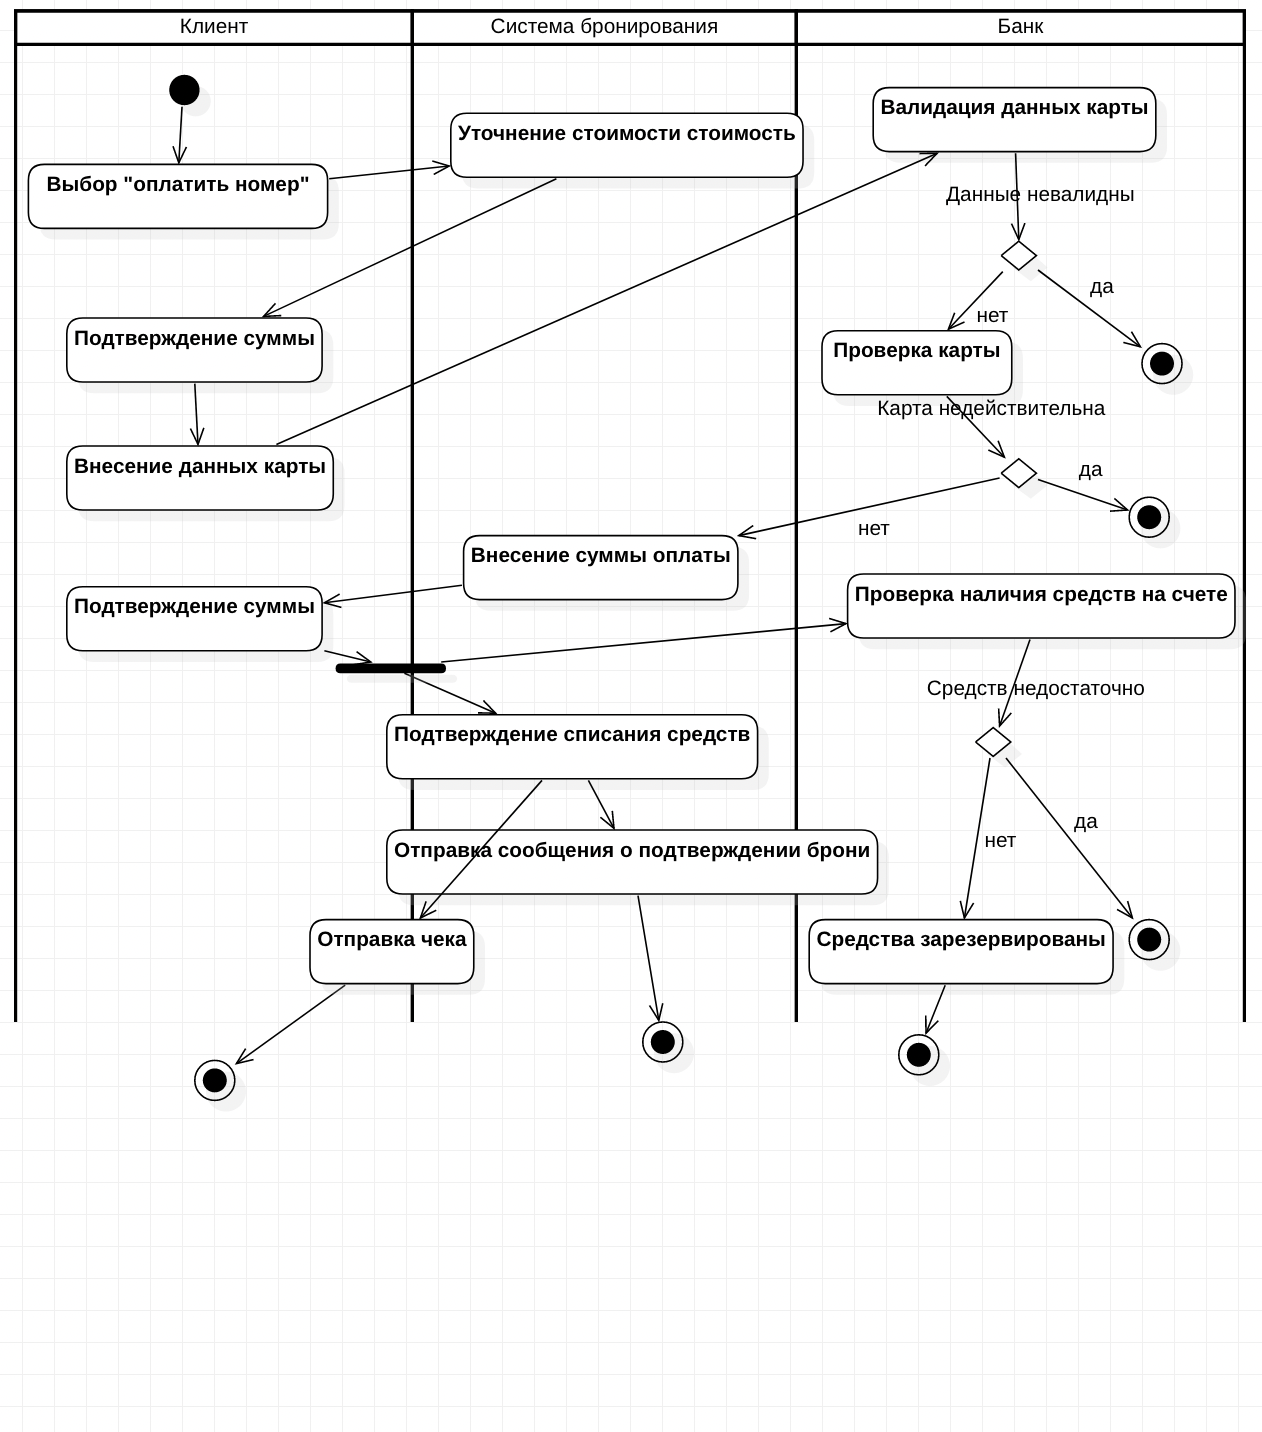 Клиент
Система бронирования
Банк
Валидация данных карты
Уточнение стоимости стоимость
Выбор "оплатить номер"
Данные невалидны
да
нет
Подтверждение суммы
Проверка карты
Карта недействительна
Внесение данных карты
да
нет
Внесение суммы оплаты
Подтверждение суммы
Проверка наличия средств на счете
Средств недостаточно
Подтверждение списания средств
да
нет
Отправка сообщения о подтверждении брони
Отправка чека
Средства зарезервированы